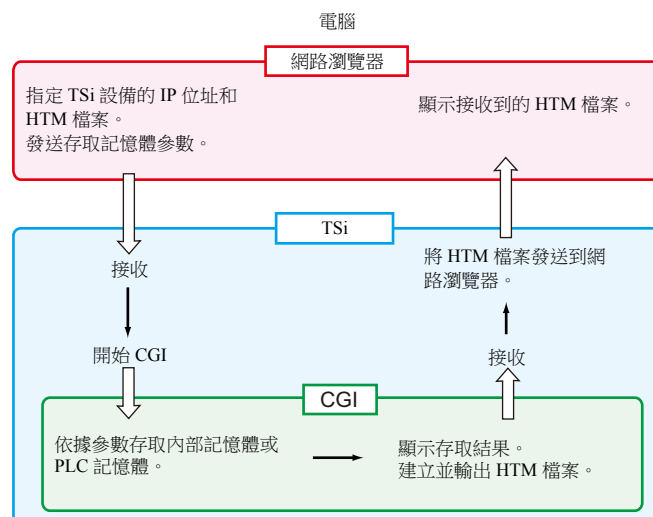 電腦
網路瀏覽器
指定 TSi 設備的 IP 位址和
HTM 檔案。
發送存取記憶體參數。
顯示接收到的 HTM 檔案。
TSi
接收
開始 CGI
將 HTM 檔案發送到網
路瀏覽器。
接收
CGI
依據參數存取內部記憶體或
PLC 記憶體。
顯示存取結果。
建立並輸出 HTM 檔案。